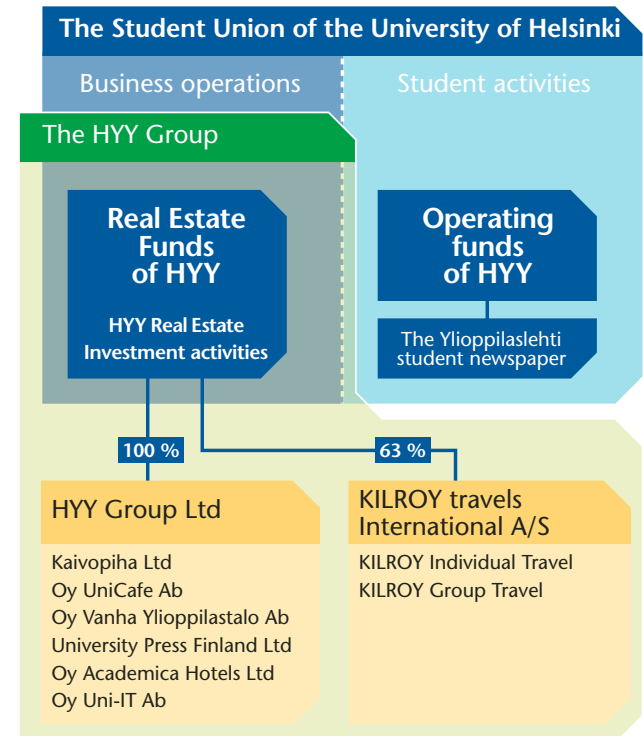 The Student Union of the University of Helsinki
Business operations
Student activities
The HYY Group
Real Estate
Funds
of HYY
HYY Real Estate
Investment activities
Operating
funds
of HYY
The Ylioppilaslehti
student newspaper
100 %
63 %
HYY Group Ltd
Kaivopiha Ltd
Oy UniCafe Ab
Oy Vanha Ylioppilastalo Ab
University Press Finland Ltd
Oy Academica Hotels Ltd
Oy Uni-IT Ab
KILROY travels
International A/S
KILROY Individual Travel
KILROY Group Travel